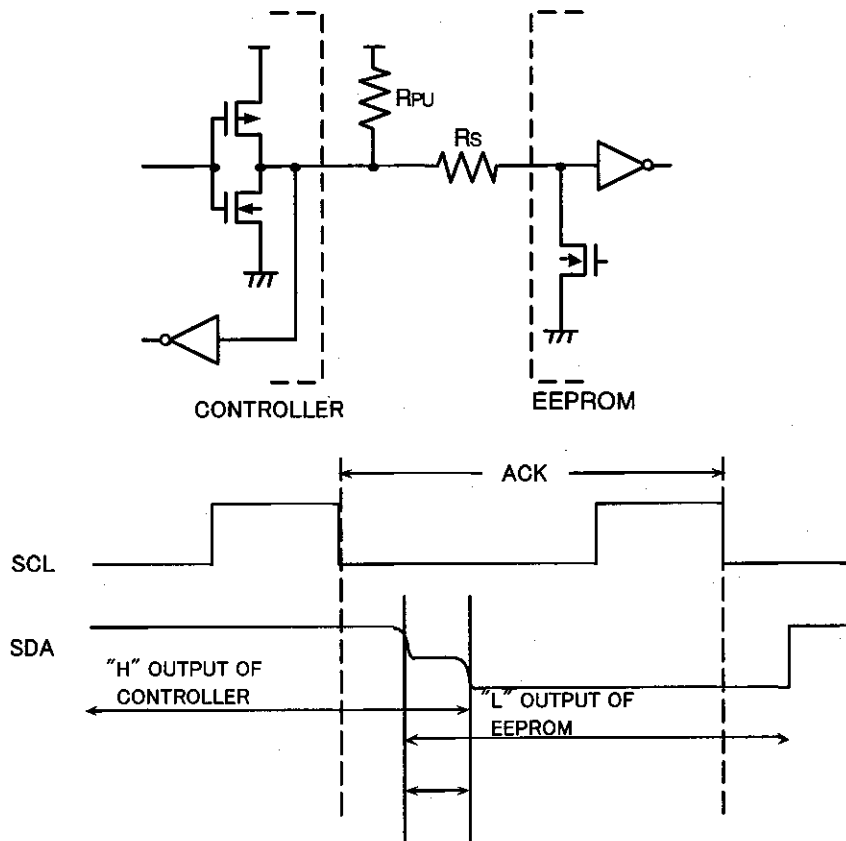 RPU
RS
CONTROLLER
EEPROM
ACK
SCL
SDA
"H" OUTPUT OF
CONTROLLER
"L" OUTPUT OF
EEPROM